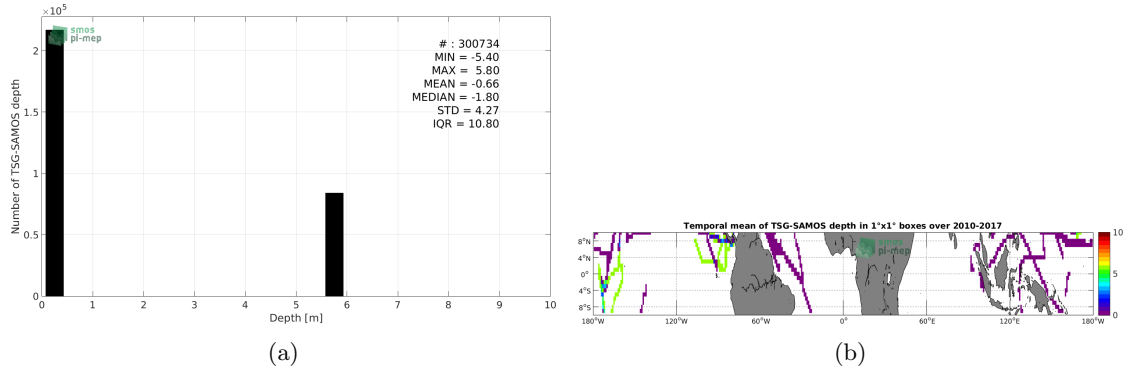 ×10⁵
smos
pi-mep
# : 300734
MIN = -5.40
MAX = 5.80
MEAN = -0.66
MEDIAN = -1.80
STD = 4.27
IQR = 10.80
Number of TSG-SAMOS depth
2
1.5
1
0.5
0
0 1 2 3 4 5 6 7 8 9 10
Depth [m]
(a)
Temporal mean of TSG-SAMOS depth in 1°x1° boxes over 2010-2017
smos
pi-mep
8°N
4°N
0°
4°S
8°S
180°W 120°W 60°W 0° 60°E 120°E 180°W
10
5
0
(b)